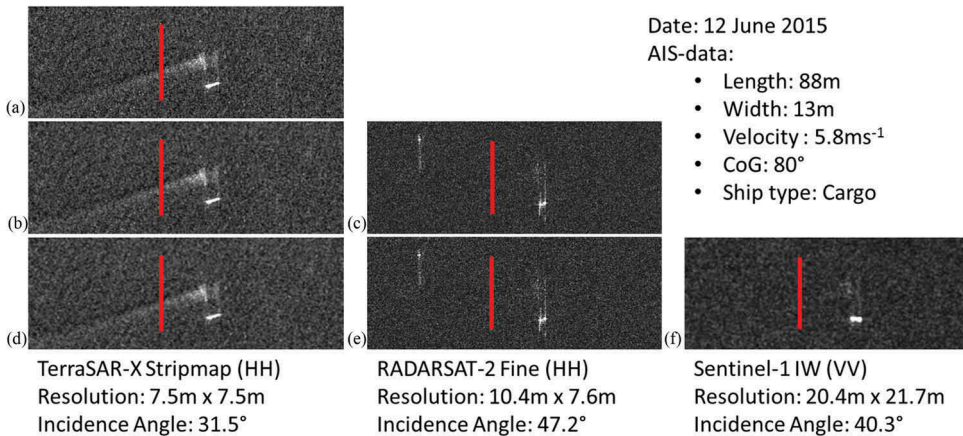 Date: 12 June 2015
AIS-data:
• Length: 88m
• Width: 13m
• Velocity : 5.8ms⁻¹
• CoG: 80°
• Ship type: Cargo
(a)
(b)
(c)
(d)
(e)
(f)
TerraSAR-X Stripmap (HH)
Resolution: 7.5m x 7.5m
Incidence Angle: 31.5°
RADARSAT-2 Fine (HH)
Resolution: 10.4m x 7.6m
Incidence Angle: 47.2°
Sentinel-1 IW (VV)
Resolution: 20.4m x 21.7m
Incidence Angle: 40.3°